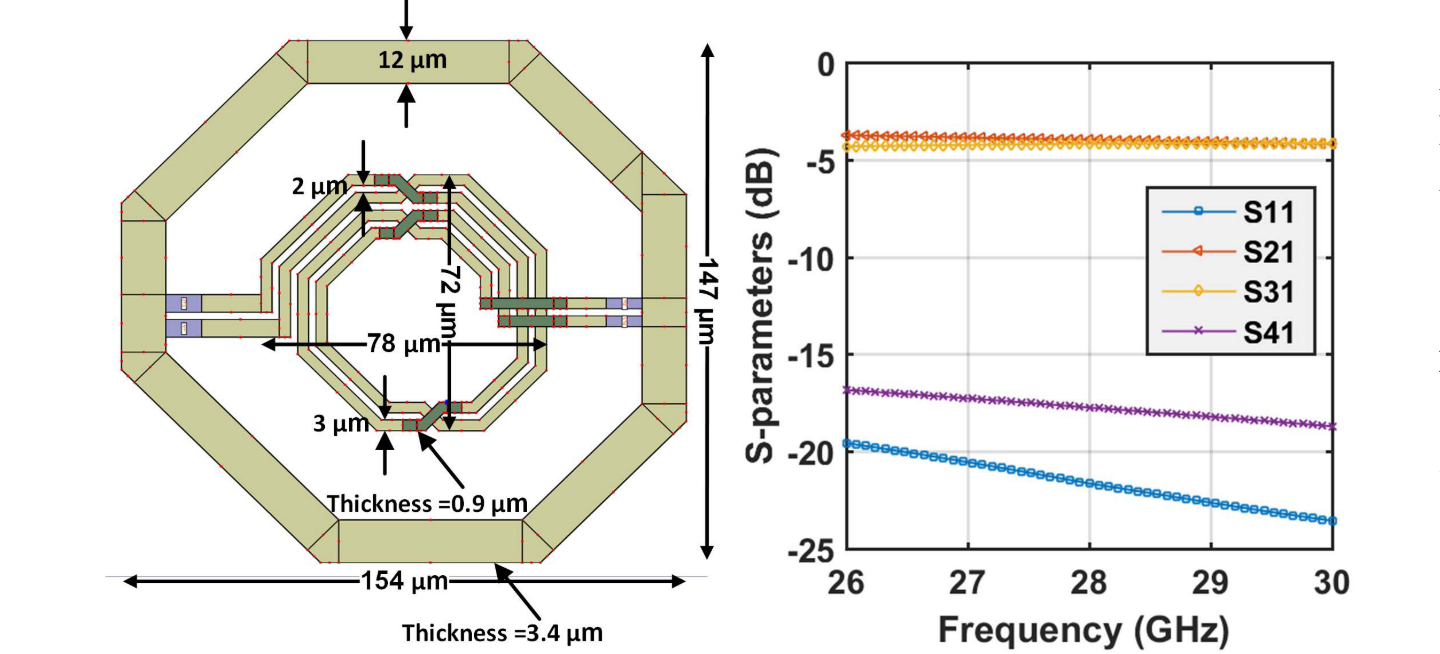 12 µm
2 µm
72 µm
147 µm
78 µm
3 µm
Thickness =0.9 µm
154 µm
Thickness =3.4 µm
S-parameters (dB)
0
-5
-10
-15
-20
-25
S11
S21
S31
S41
26 27 28 29 30
Frequency (GHz)